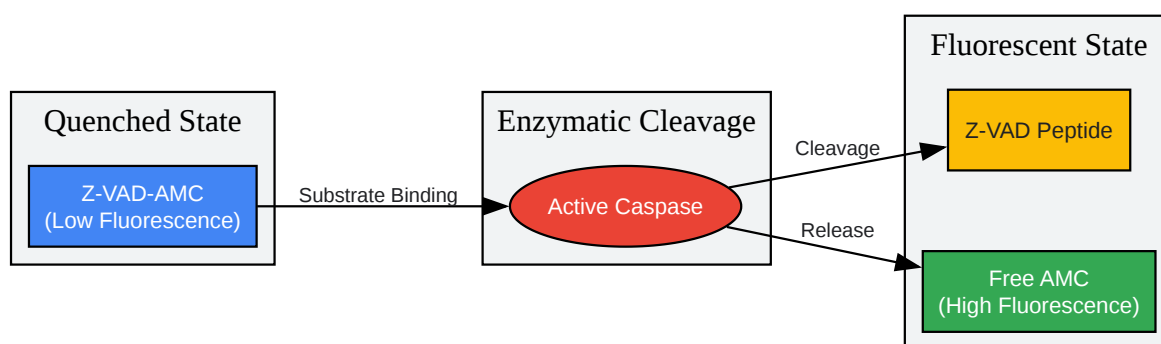 Quenched State
Z-VAD-AMC
(Low Fluorescence)
Substrate Binding
Enzymatic Cleavage
Active Caspase
Cleavage
Release
Fluorescent State
Z-VAD Peptide
Free AMC
(High Fluorescence)